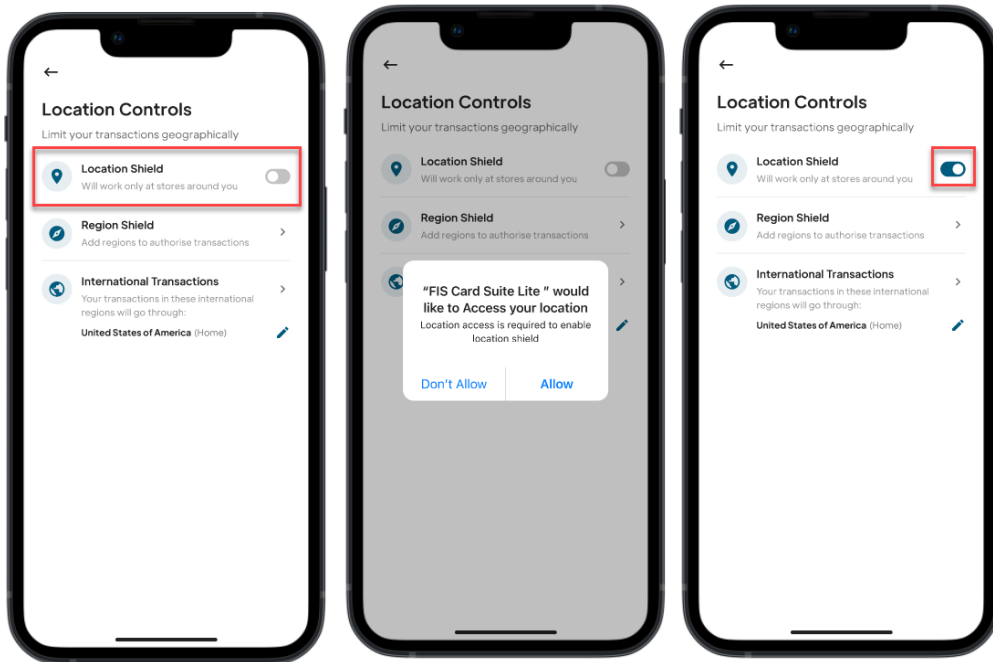 Location Controls
Limit your transactions geographically
Location Shield
Will work only at stores around you
Region Shield
Add regions to authorise transactions
International Transactions
Your transactions in these international
regions will go through:
United States of America (Home)
Location Controls
Limit your transactions geographically
Location Shield
Will work only at stores around you
Region Shield
Add regions to authorise transactions
“FIS Card Suite Lite ” would
like to Access your location
Location access is required to enable
location shield
Don't Allow
Allow
Location Controls
Limit your transactions geographically
Location Shield
Will work only at stores around you
Region Shield
Add regions to authorise transactions
International Transactions
Your transactions in these international
regions will go through:
United States of America (Home)